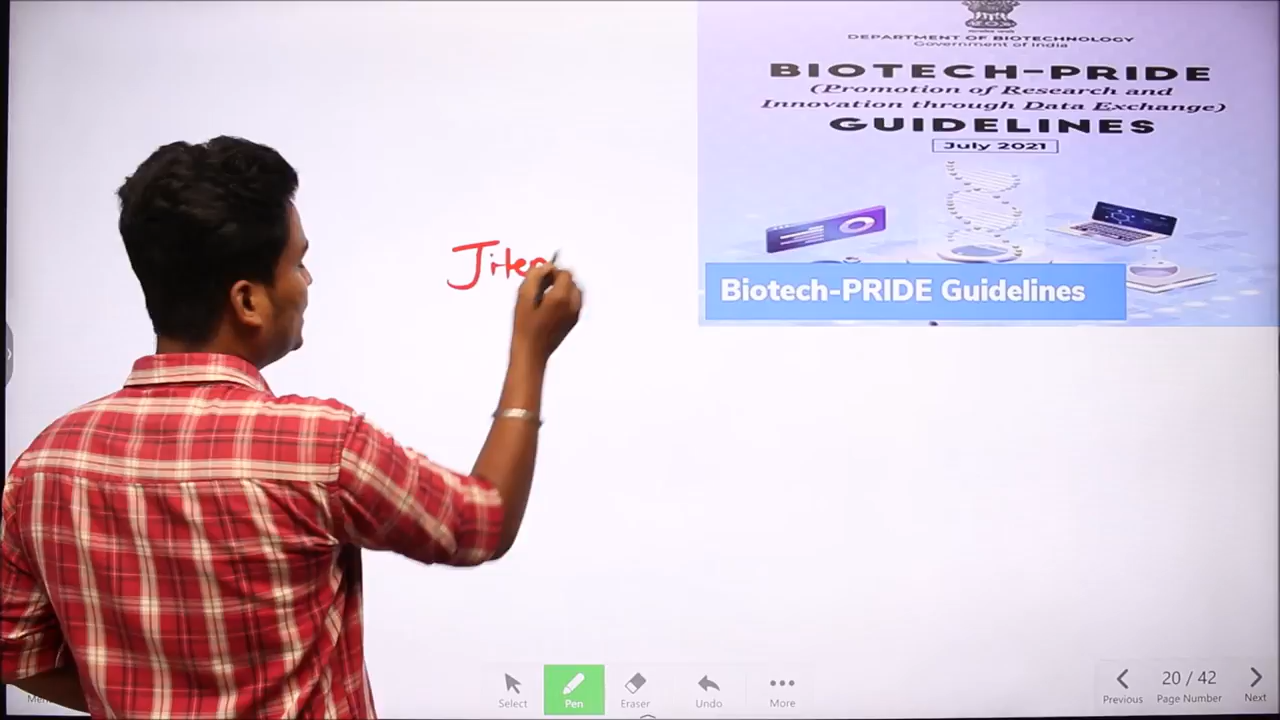 DEPARTMENT OF BIOTECHNOLOGY
Government of India
BIOTECH-PRIDE
(Promotion of Research and
Innovation through Data Exchange)
GUIDELINES
July 2021
Biotech-PRIDE Guidelines
Select
Pen
Eraser
Undo
More
Previous
20 / 42
Page Number
Next